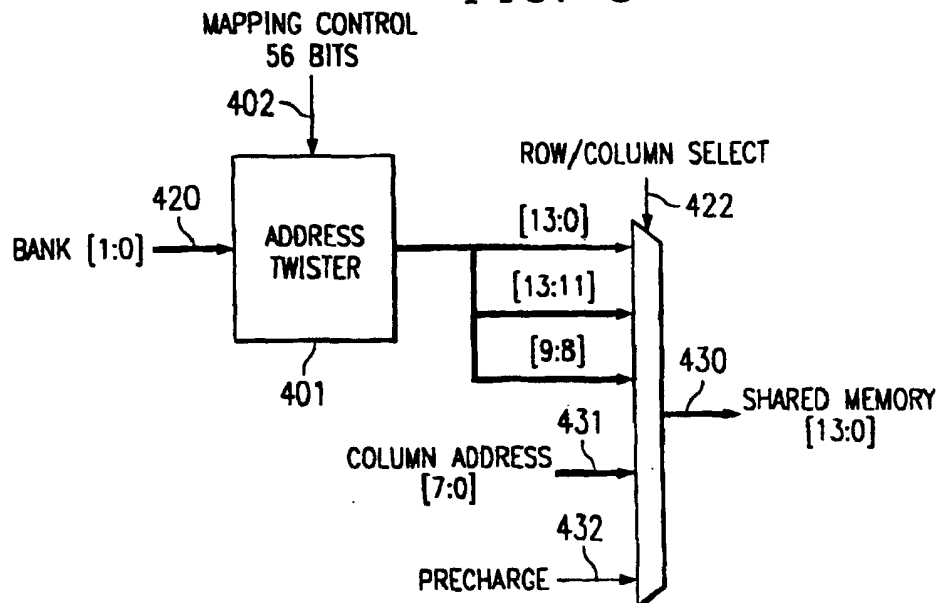 MAPPING CONTROL
56 BITS
402
ROW/COLUMN SELECT
422
420
BANK [1:0]
ADDRESS
TWISTER
401
[13:0]
[13:11]
[9:8]
430
SHARED MEMORY
[13:0]
431
COLUMN ADDRESS
[7:0]
432
PRECHARGE